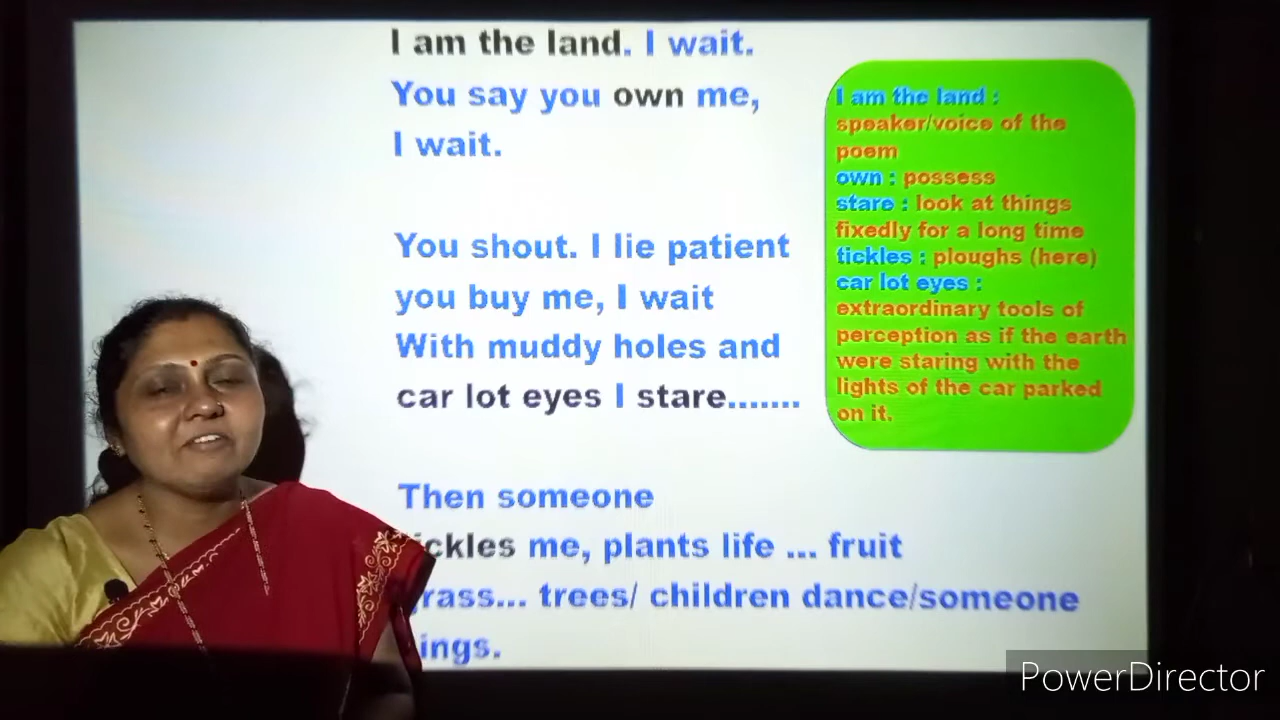 I am the land. I wait.
You say you own me,
I wait.
You shout. I lie patient
you buy me, I wait
With muddy holes and
car lot eyes I stare.......
Then someone
ickles me, plants life ... fruit
rass... trees/ children dance/someone
ings.
I am the land :
speaker/voice of the
poem
own : possess
stare : look at things
fixedly for a long time
tickles : ploughs (here)
car lot eyes :
extraordinary tools of
perception as if the earth
were staring with the
lights of the car parked
on it.
PowerDirector